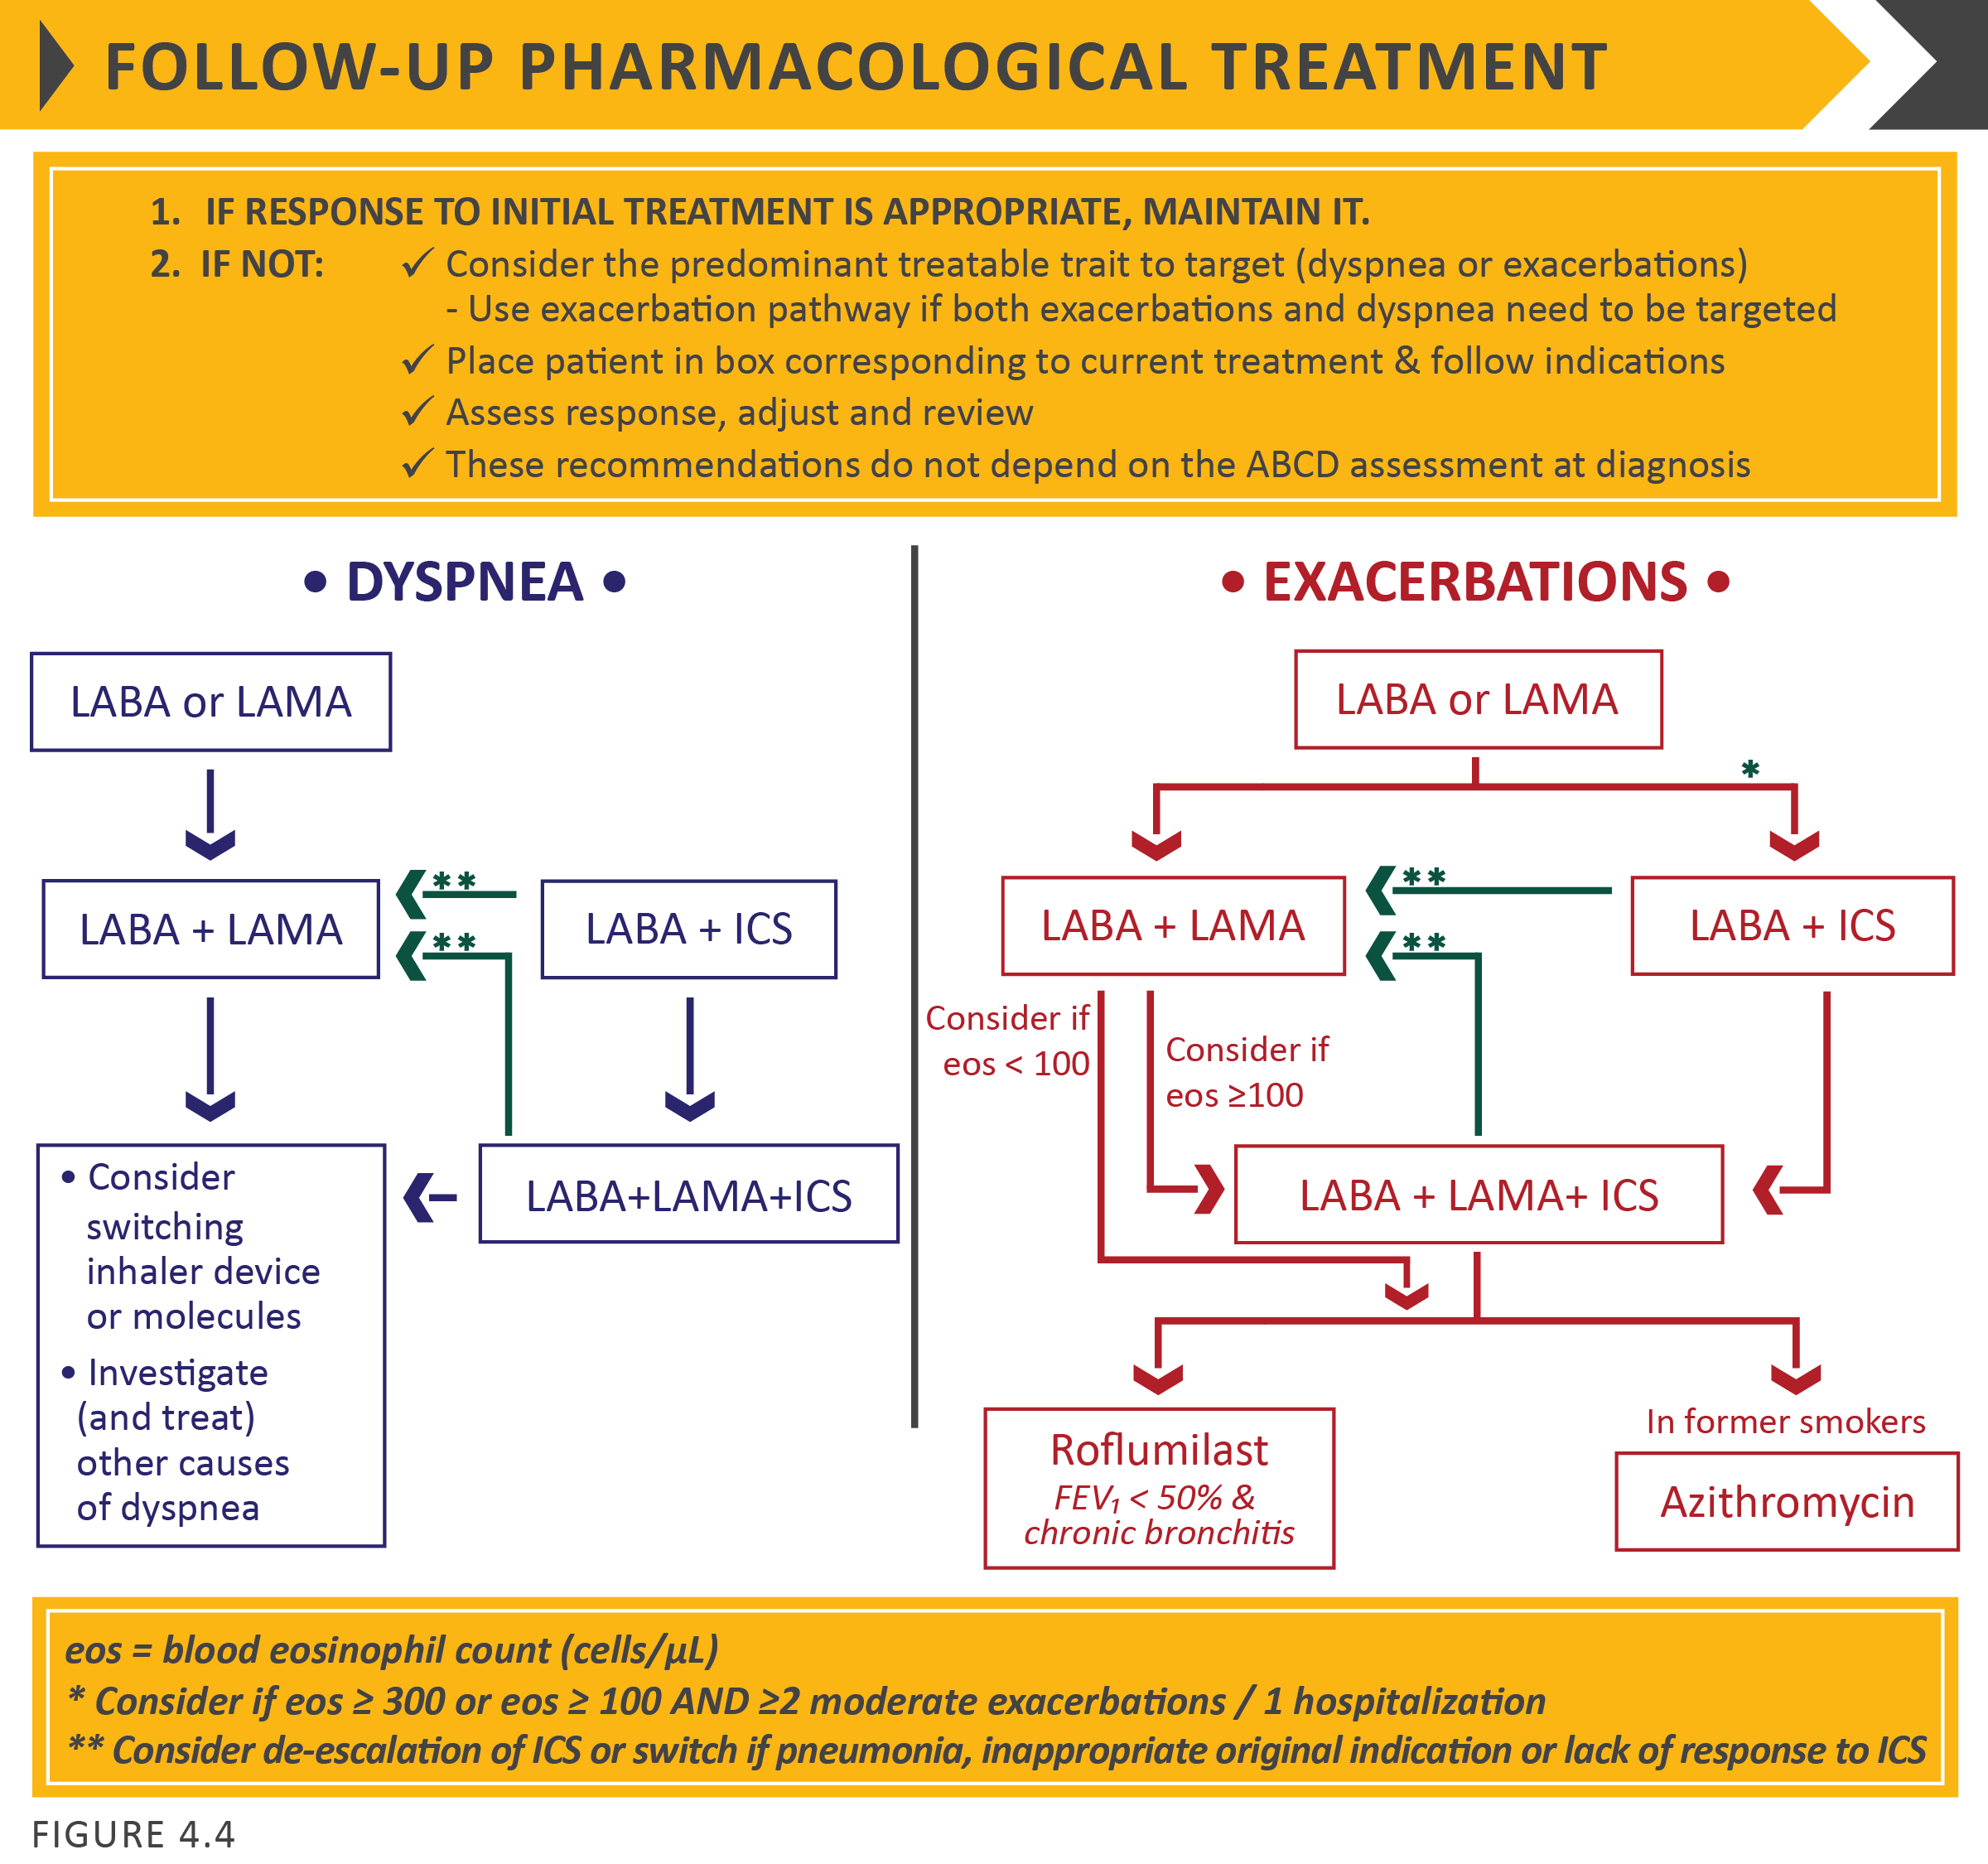 FOLLOW-UP PHARMACOLOGICAL TREATMENT
1. IF RESPONSE TO INITIAL TREATMENT IS APPROPRIATE, MAINTAIN IT.
2. IF NOT: ✓ Consider the predominant treatable trait to target (dyspnea or exacerbations)
- Use exacerbation pathway if both exacerbations and dyspnea need to be targeted
✓ Place patient in box corresponding to current treatment & follow indications
✓ Assess response, adjust and review
✓ These recommendations do not depend on the ABCD assessment at diagnosis
• DYSPNEA •
LABA or LAMA
LABA + LAMA
**
**
LABA + ICS
LABA+LAMA+ICS
• Consider
switching
inhaler device
or molecules
• Investigate
(and treat)
other causes
of dyspnea
• EXACERBATIONS •
LABA or LAMA
*
LABA + LAMA
**
**
LABA + ICS
Consider if
eos < 100
Consider if
eos ≥100
LABA + LAMA+ ICS
Roflumilast
FEV₁ < 50% &
chronic bronchitis
In former smokers
Azithromycin
eos = blood eosinophil count (cells/µL)
* Consider if eos ≥ 300 or eos ≥ 100 AND ≥2 moderate exacerbations / 1 hospitalization
** Consider de-escalation of ICS or switch if pneumonia, inappropriate original indication or lack of response to ICS
FIGURE 4.4